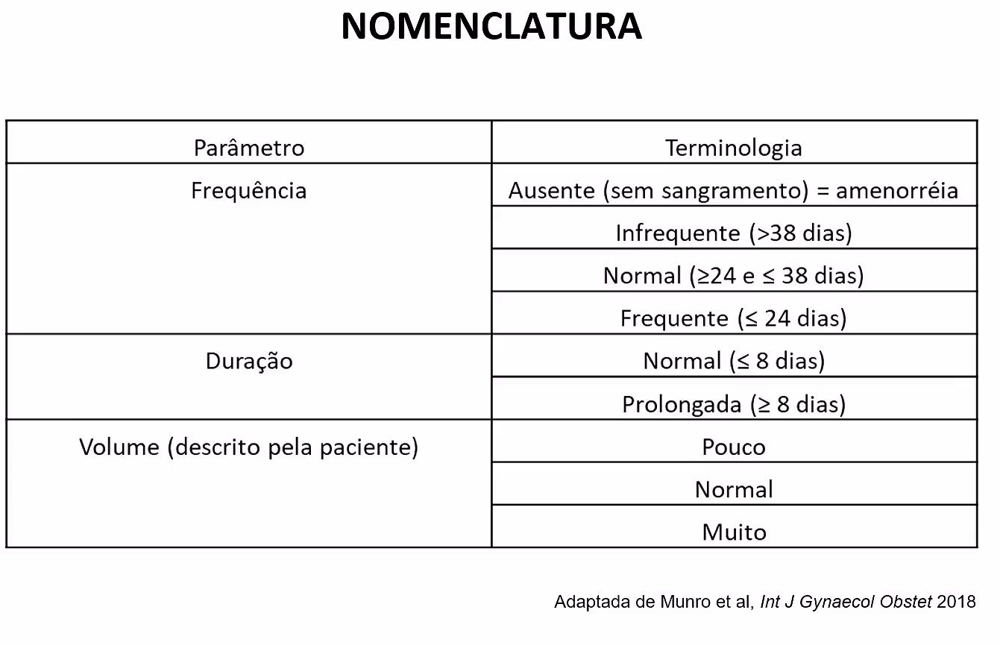 NOMENCLATURA
Parâmetro Terminologia
Frequência Ausente (sem sangramento) = amenorréia
Infrequente (>38 dias)
Normal (≥24 e ≤ 38 dias)
Frequente (≤ 24 dias)
Duração Normal (≤ 8 dias)
Prolongada (≥ 8 dias)
Volume (descrito pela paciente) Pouco
Normal
Muito
Adaptada de Munro et al, Int J Gynaecol Obstet 2018